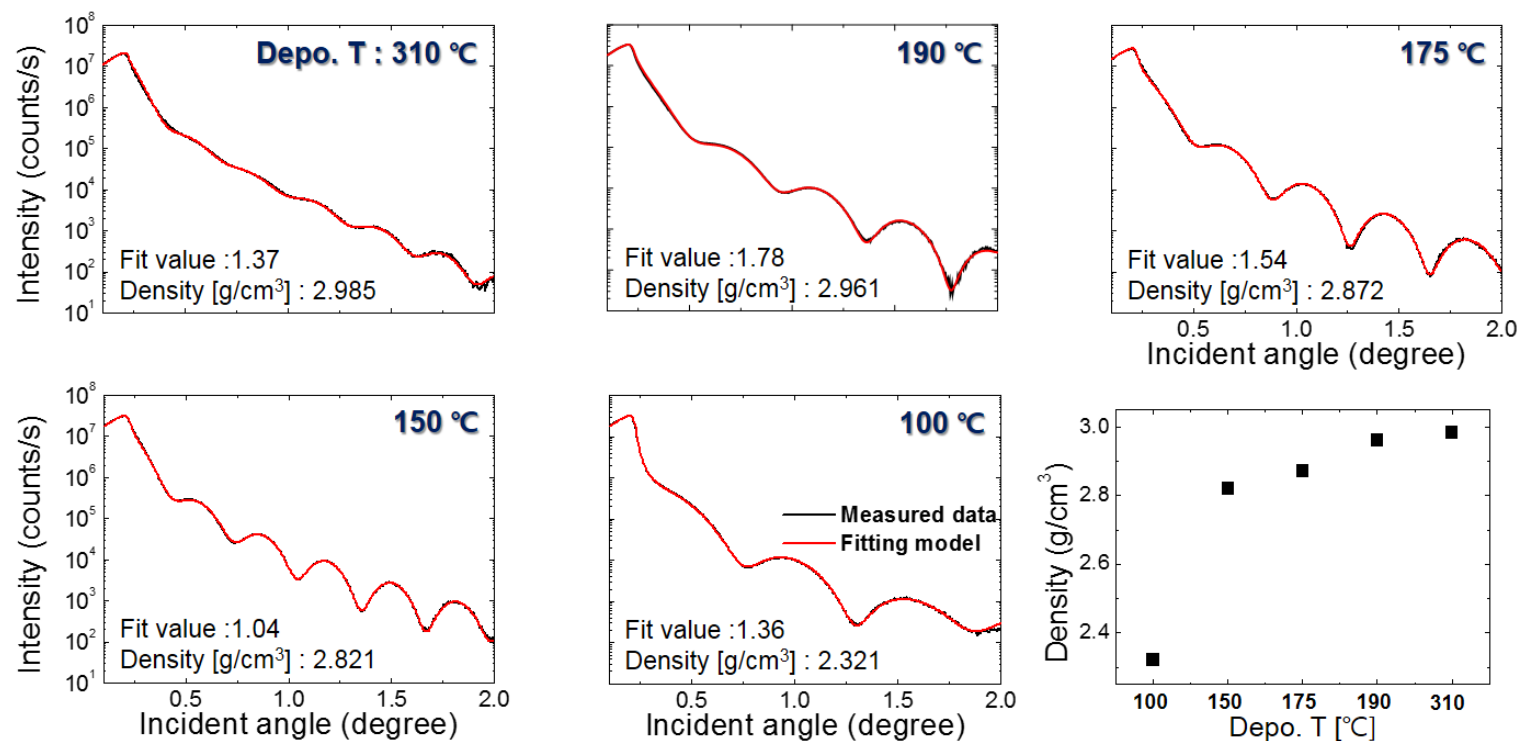 10⁸
10⁷
10⁶
10⁵
10⁴
10³
10²
10¹
Intensity (counts/s)
Depo. T : 310 ℃
Fit value :1.37
Density [g/cm³] : 2.985
190 ℃
Fit value :1.78
Density [g/cm³] : 2.961
175 ℃
Fit value :1.54
Density [g/cm³] : 2.872
0.5 1.0 1.5 2.0
Incident angle (degree)
10⁸
10⁷
10⁶
10⁵
10⁴
10³
10²
10¹
Intensity (counts/s)
150 ℃
Fit value :1.04
Density [g/cm³] : 2.821
0.5 1.0 1.5 2.0
Incident angle (degree)
100 ℃
Measured data
Fitting model
Fit value :1.36
Density [g/cm³] : 2.321
0.5 1.0 1.5 2.0
Incident angle (degree)
3.0
2.8
2.6
2.4
Density (g/cm³)
100 150 175 190 310
Depo. T [℃]